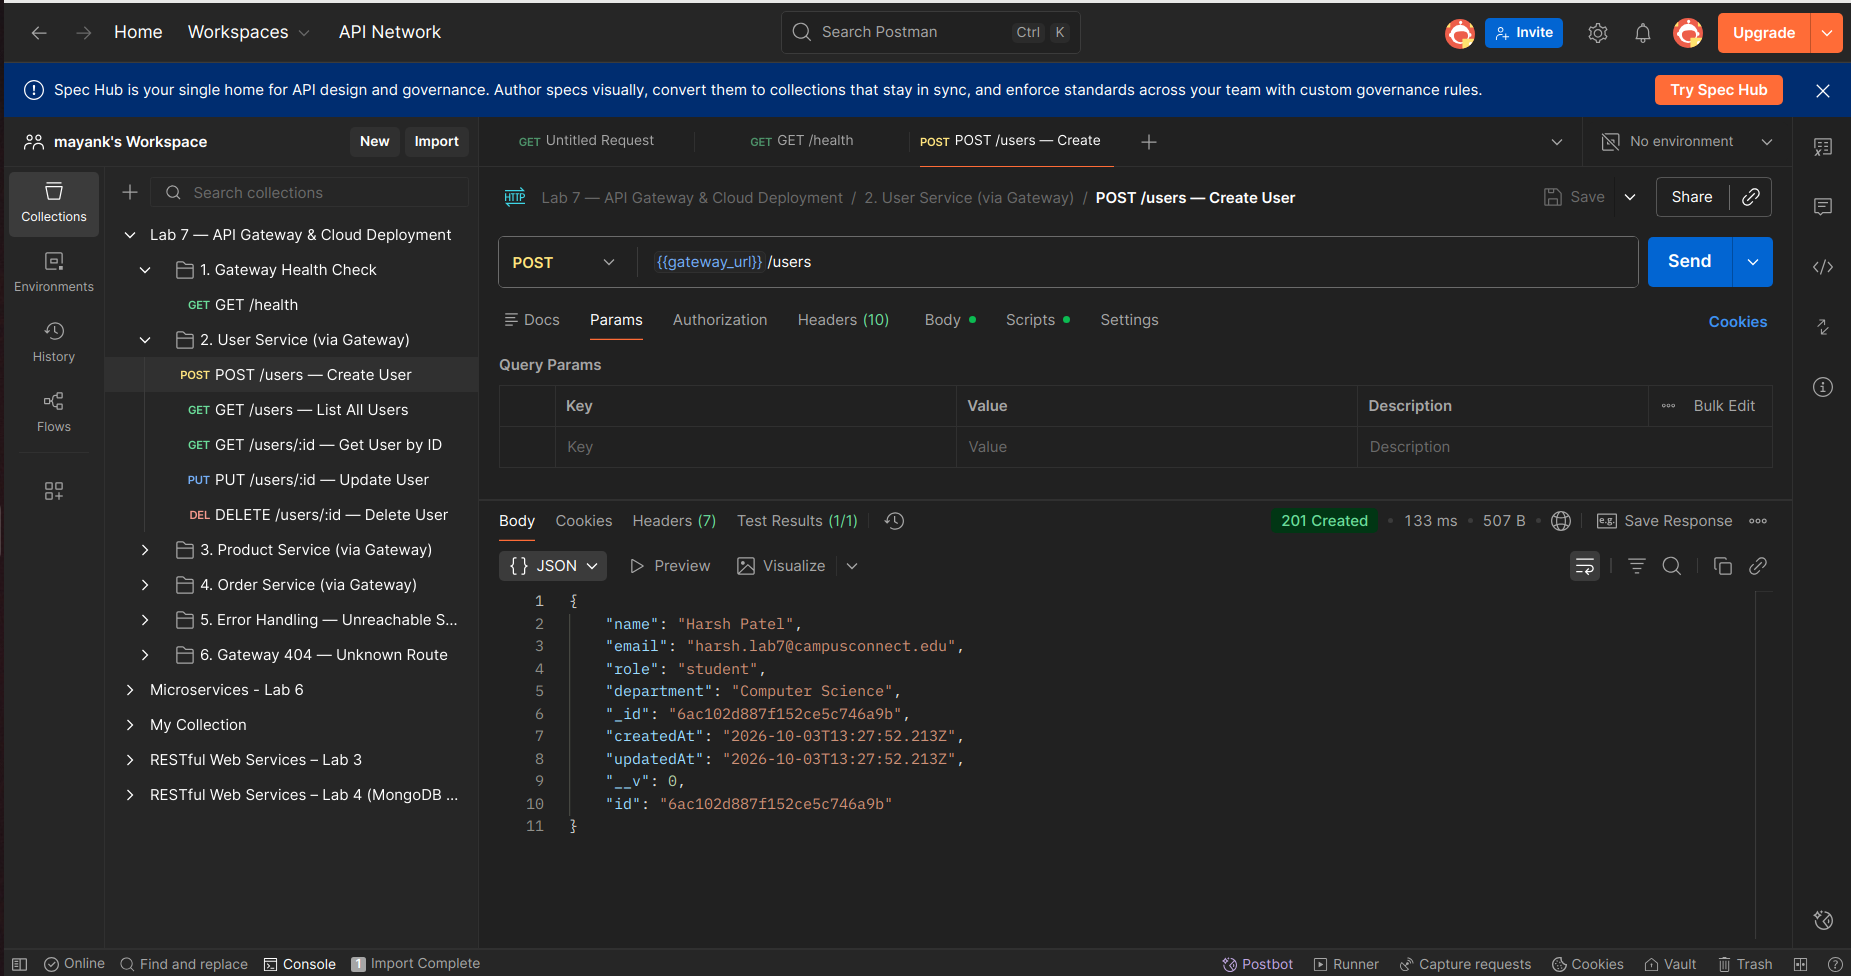 Home Workspaces API Network Search Postman Ctrl K Invite Upgrade
Spec Hub is your single home for API design and governance. Author specs visually, convert them to collections that stay in sync, and enforce standards across your team with custom governance rules. Try Spec Hub
mayank's Workspace New Import
GET Untitled Request GET GET /health POST POST /users — Create No environment
Collections
Environments
History
Flows
Search collections
Lab 7 — API Gateway & Cloud Deployment
1. Gateway Health Check
GET GET /health
2. User Service (via Gateway)
POST POST /users — Create User
GET GET /users — List All Users
GET GET /users/:id — Get User by ID
PUT PUT /users/:id — Update User
DEL DELETE /users/:id — Delete User
3. Product Service (via Gateway)
4. Order Service (via Gateway)
5. Error Handling — Unreachable S...
6. Gateway 404 — Unknown Route
Microservices - Lab 6
My Collection
RESTful Web Services – Lab 3
RESTful Web Services – Lab 4 (MongoDB ...
HTTP Lab 7 — API Gateway & Cloud Deployment / 2. User Service (via Gateway) / POST /users — Create User Save Share
POST {{gateway_url}} /users Send
Docs Params Authorization Headers (10) Body Scripts Settings Cookies
Query Params
Key Value Description Bulk Edit
Key Value Description
Body Cookies Headers (7) Test Results (1/1) 201 Created 133 ms 507 B e.g. Save Response
{} JSON Preview Visualize
1 {
2 "name": "Harsh Patel",
3 "email": "harsh.lab7@campusconnect.edu",
4 "role": "student",
5 "department": "Computer Science",
6 "_id": "6ac102d887f152ce5c746a9b",
7 "createdAt": "2026-10-03T13:27:52.213Z",
8 "updatedAt": "2026-10-03T13:27:52.213Z",
9 "__v": 0,
10 "id": "6ac102d887f152ce5c746a9b"
11 }
Online Find and replace Console 1 Import Complete Postbot Runner Capture requests Cookies Vault Trash